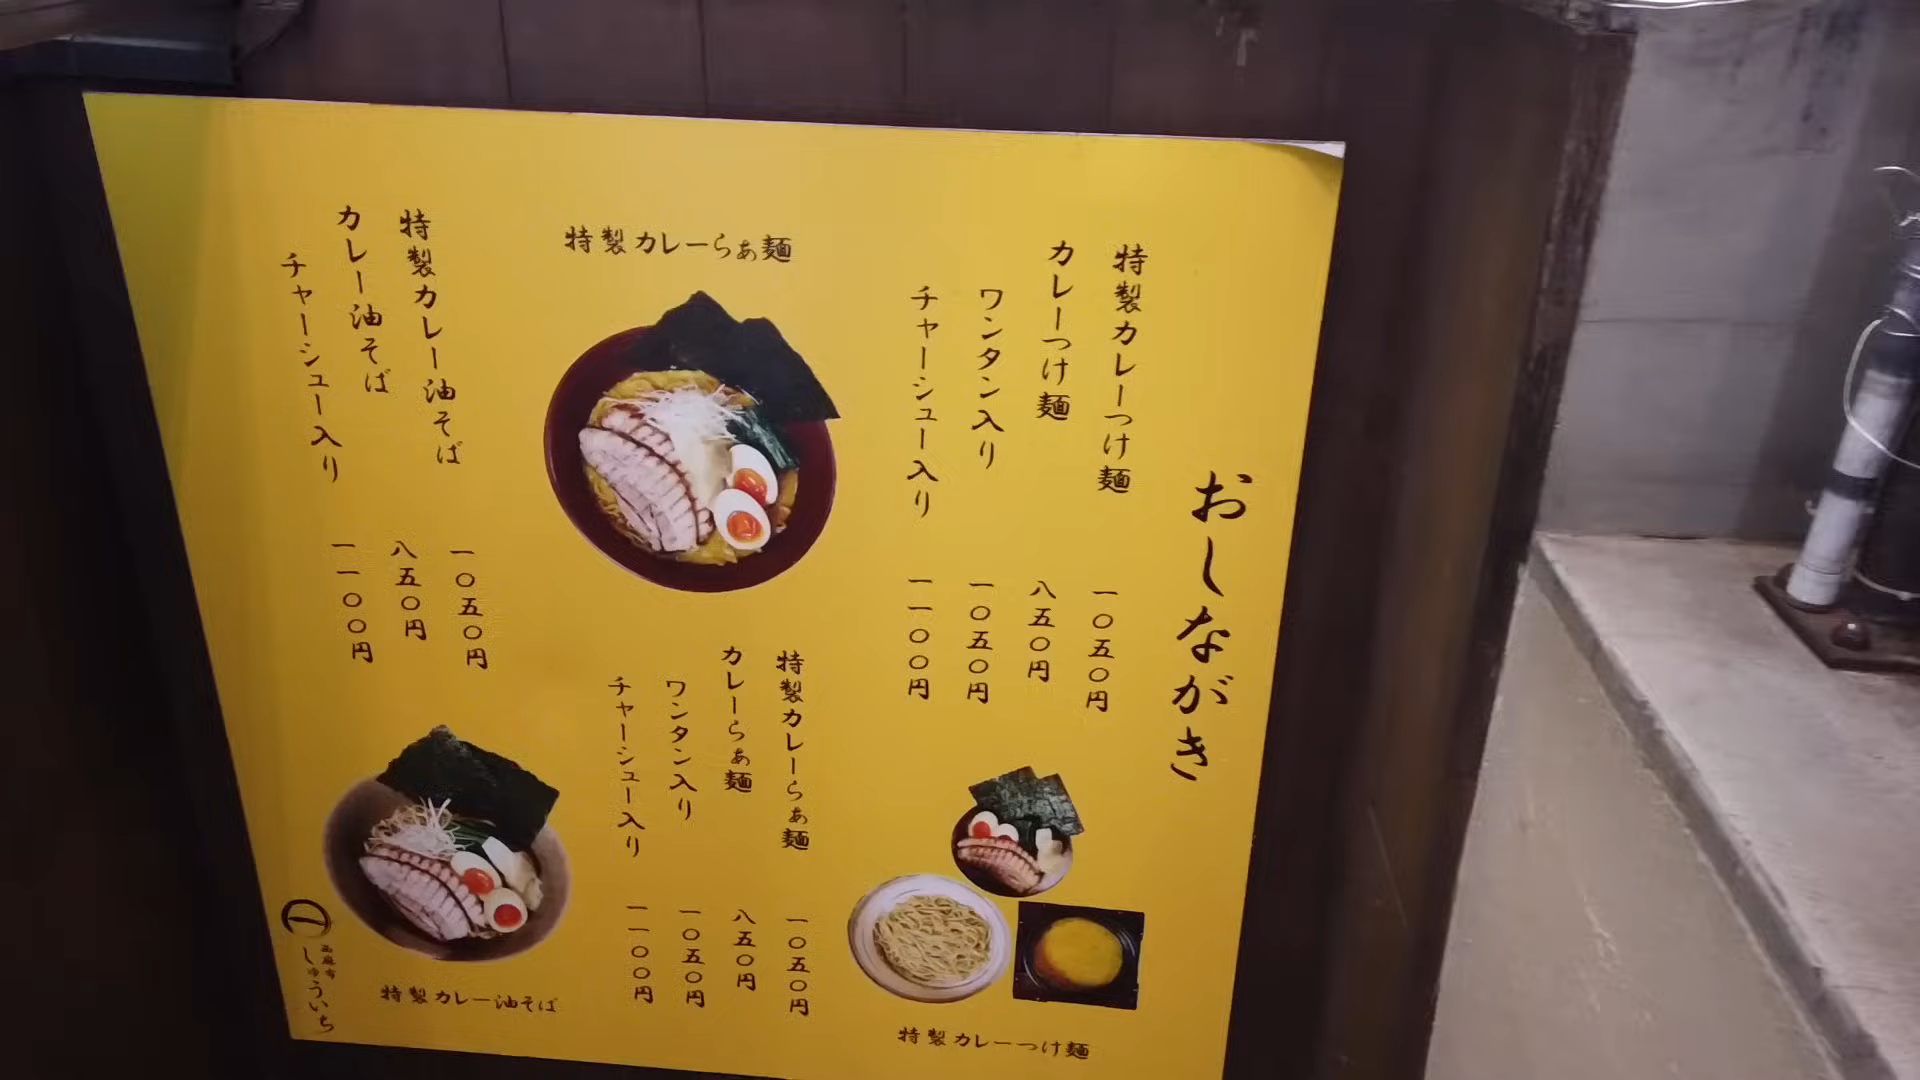 おしながき
特製カレーつけ麺 一〇五〇円
カレーつけ麺 八五〇円
ワンタン入り 一〇五〇円
チャーシュー入り 一一〇〇円
特製カレーつけ麺
特製カレーらぁ麺
特製カレーらぁ麺 一〇五〇円
カレーらぁ麺 八五〇円
ワンタン入り 一〇五〇円
チャーシュー入り 一一〇〇円
特製カレー油そば 一〇五〇円
カレー油そば 八五〇円
チャーシュー入り 一一〇〇円
特製カレー油そば
一
西麻布
しゅういち